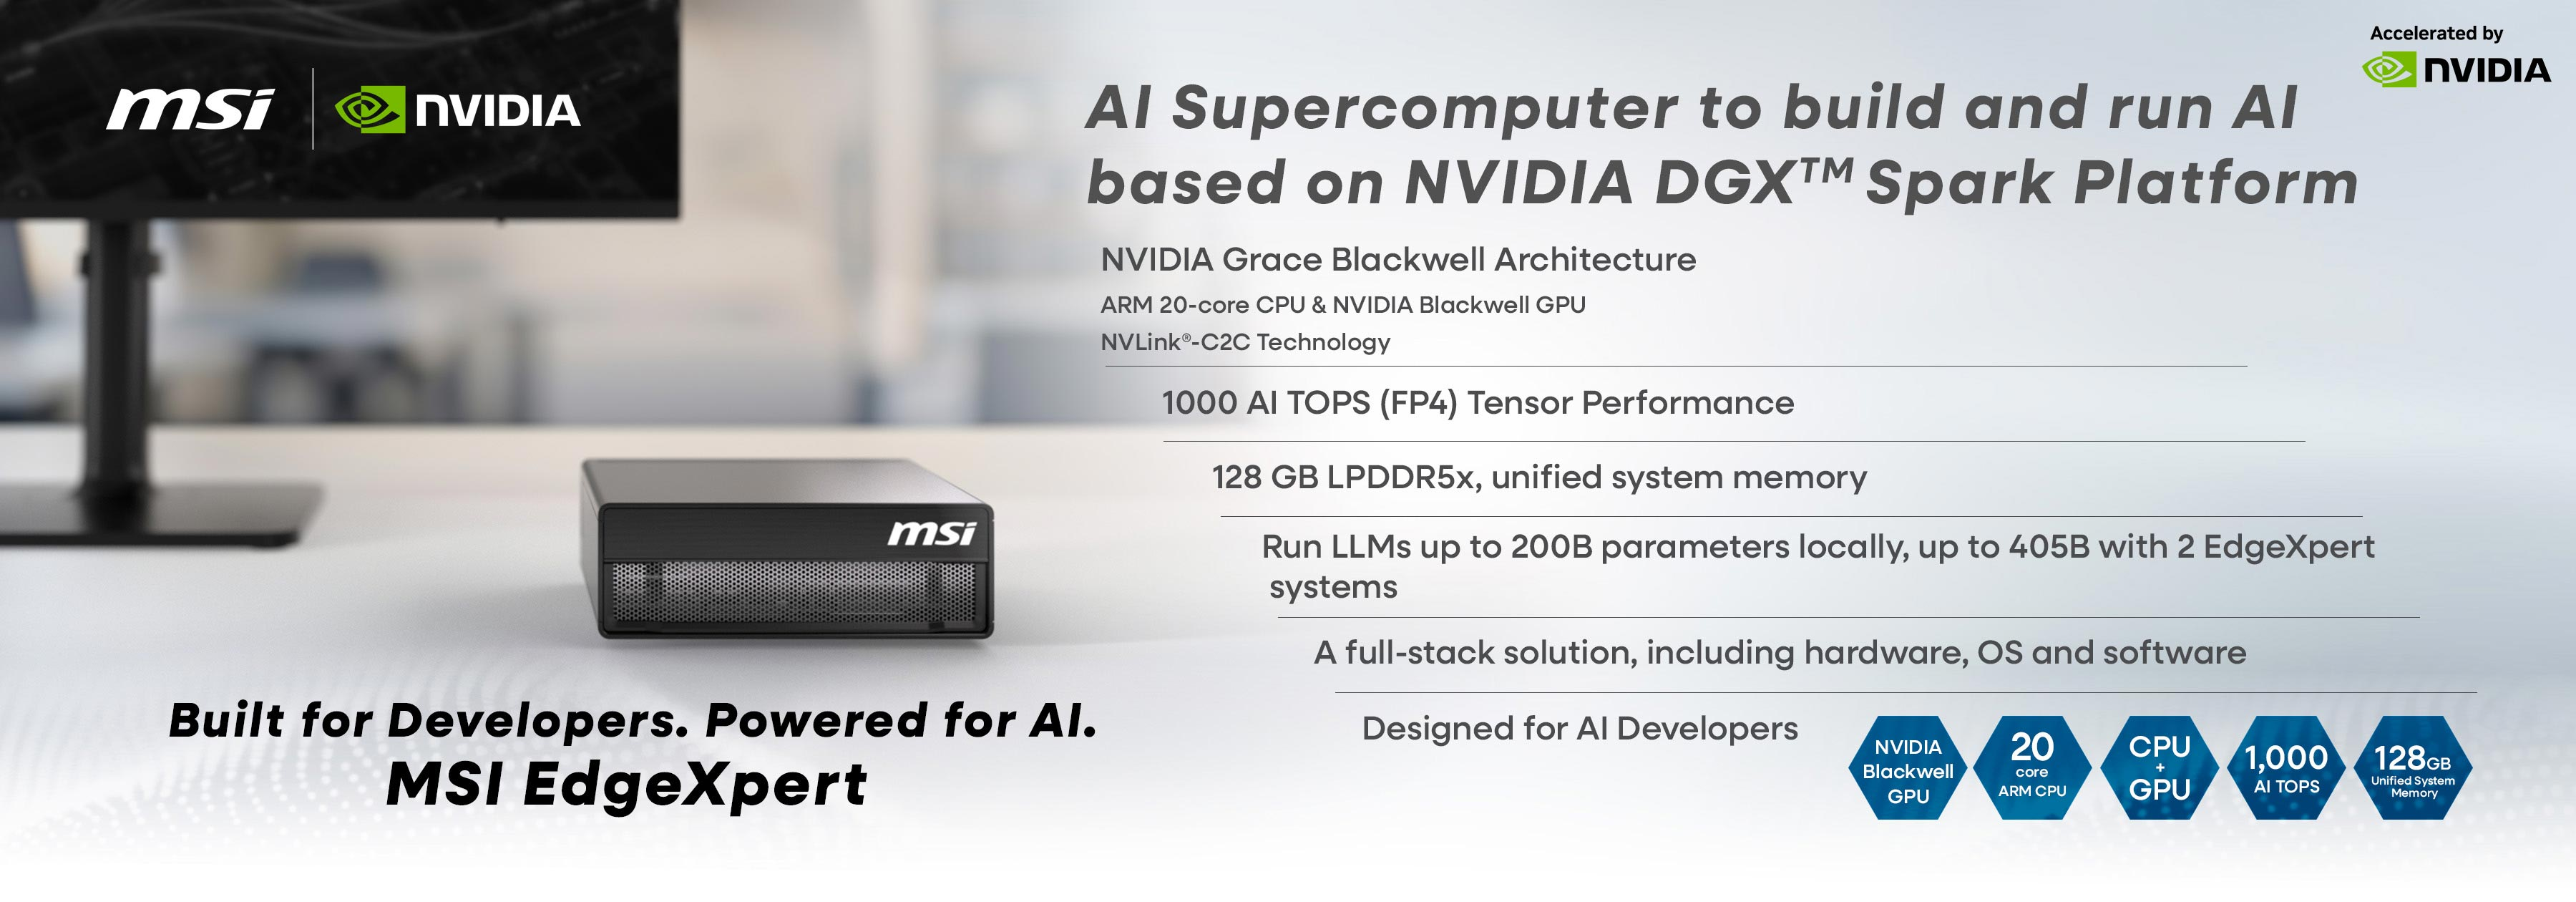 msi | NVIDIA
Accelerated by
NVIDIA
AI Supercomputer to build and run AI
based on NVIDIA DGX™ Spark Platform
NVIDIA Grace Blackwell Architecture
ARM 20-core CPU & NVIDIA Blackwell GPU
NVLink®-C2C Technology
1000 AI TOPS (FP4) Tensor Performance
128 GB LPDDR5x, unified system memory
Run LLMs up to 200B parameters locally, up to 405B with 2 EdgeXpert
systems
A full-stack solution, including hardware, OS and software
Designed for AI Developers
msi
Built for Developers. Powered for AI.
MSI EdgeXpert
NVIDIA
Blackwell
GPU
20
core
ARM CPU
CPU
+
GPU
1,000
AI TOPS
128GB
Unified System
Memory